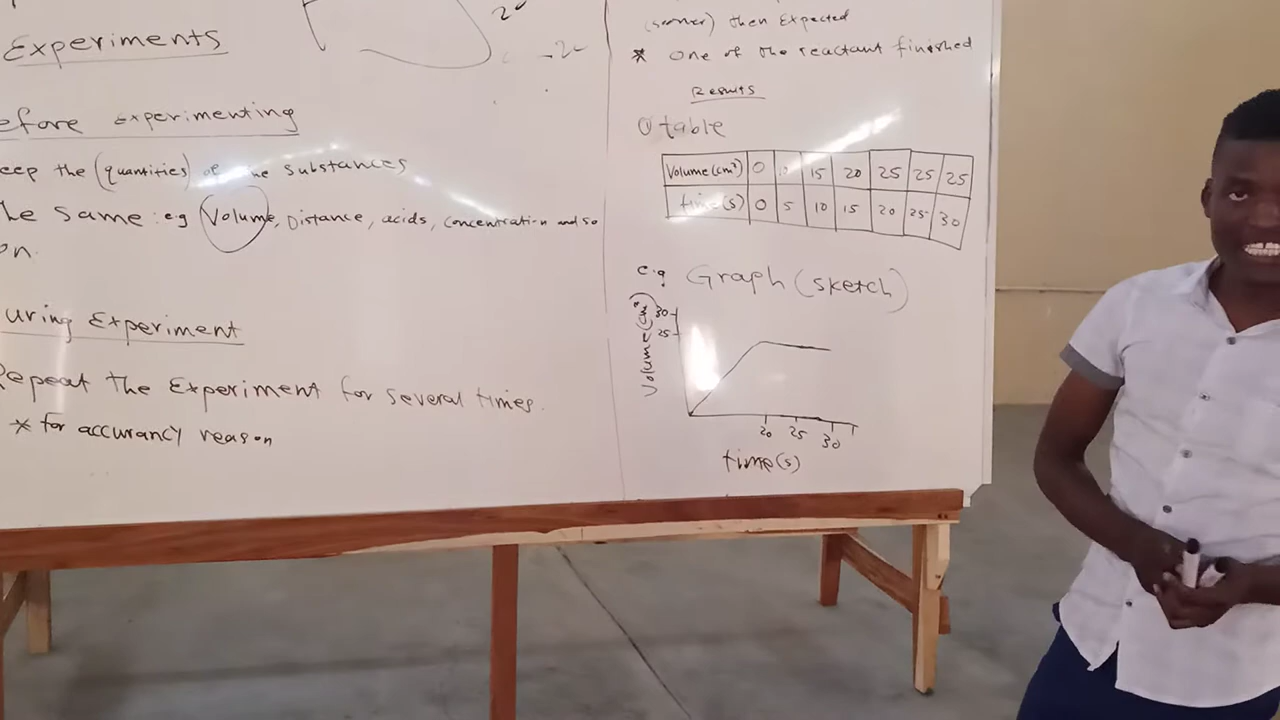 Experiments
efore experimenting
eep the (quantities) of substances
he same: eg Volume, Distance, acids, concentration and so
on.
uring Experiment
Repeat the Experiment for several times.
* for accurancy reason
2-
-2-
(sooner) then Expected
* One of the reactant finished
Results
① table
Volume(cm³) 0 15 20 25 25 25
time(s) 0 5 10 15 20 25 30
e.g Graph (sketch)
Volume(cm³)
30
25
20 25 30
time(s)